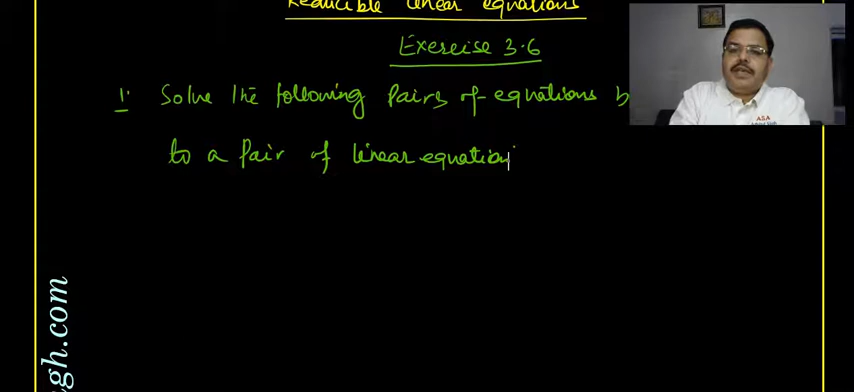 Reducible linear equations
Exercise 3.6
1. Solve the following pairs of equations b
to a pair of linear equation
ASA
gh.com